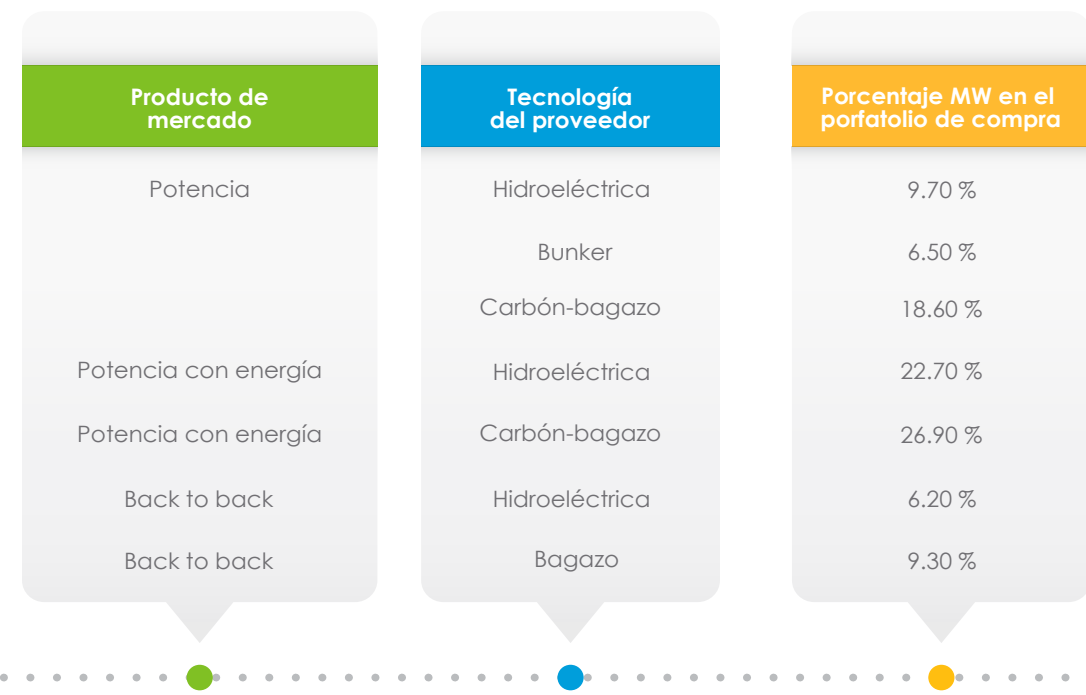 Producto de
mercado
Tecnología
del proveedor
Porcentaje MW en el
porfatolio de compra
Potencia Hidroeléctrica 9.70 %
Bunker 6.50 %
Carbón-bagazo 18.60 %
Potencia con energía Hidroeléctrica 22.70 %
Potencia con energía Carbón-bagazo 26.90 %
Back to back Hidroeléctrica 6.20 %
Back to back Bagazo 9.30 %